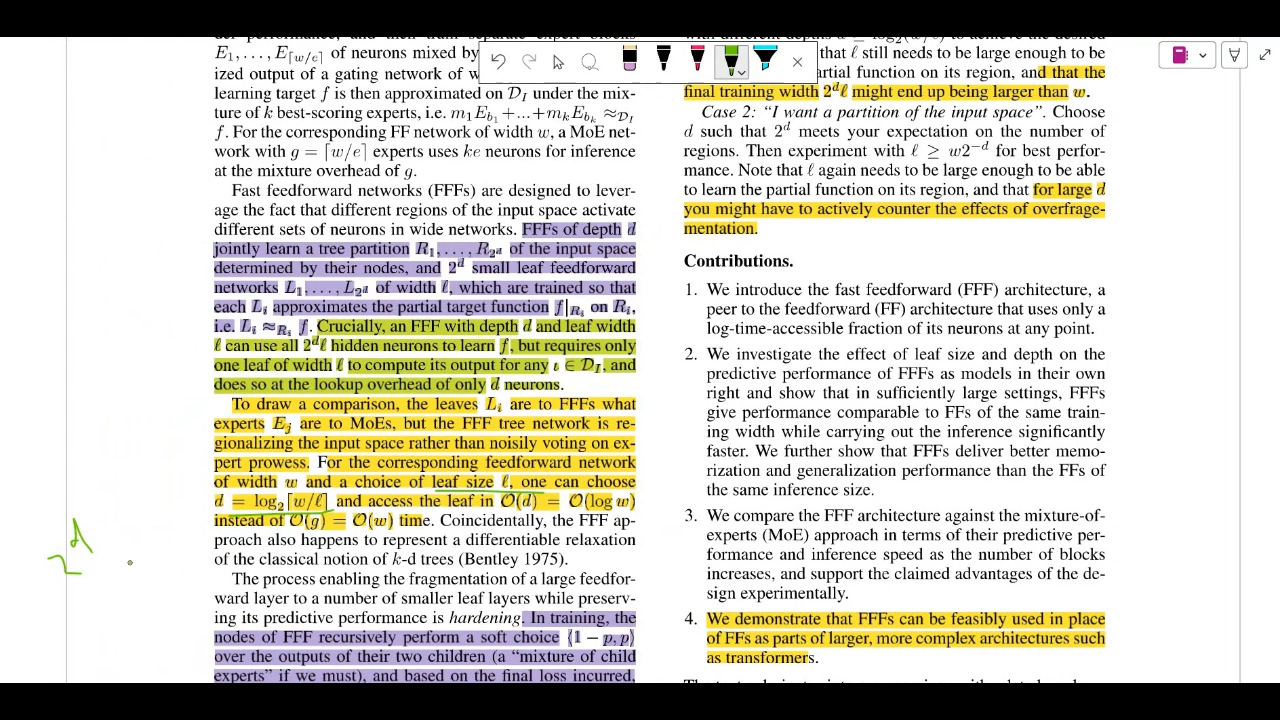 E₁, . . . , E⌈w/e⌉ of neurons mixed by
ized output of a gating network of w
learning target f is then approximated on 𝒟_I under the mix-
ture of k best-scoring experts, i.e. m₁E_{b₁} + ...+ m_kE_{b_k} ≈_{𝒟_I}
f. For the corresponding FF network of width w, a MoE net-
work with g = ⌈w/e⌉ experts uses ke neurons for inference
at the mixture overhead of g.
Fast feedforward networks (FFFs) are designed to lever-
age the fact that different regions of the input space activate
different sets of neurons in wide networks. FFFs of depth d
jointly learn a tree partition R₁, . . . , R_{2^d} of the input space
determined by their nodes, and 2^d small leaf feedforward
networks L₁, . . . , L_{2^d} of width ℓ, which are trained so that
each L_i approximates the partial target function f|_{R_i} on R_i,
i.e. L_i ≈_{R_i} f. Crucially, an FFF with depth d and leaf width
ℓ can use all 2^dℓ hidden neurons to learn f, but requires only
one leaf of width ℓ to compute its output for any ι ∈ 𝒟_I, and
does so at the lookup overhead of only d neurons.
To draw a comparison, the leaves L_i are to FFFs what
experts E_j are to MoEs, but the FFF tree network is re-
gionalizing the input space rather than noisily voting on ex-
pert prowess. For the corresponding feedforward network
of width w and a choice of leaf size ℓ, one can choose
d = log₂⌈w/ℓ⌉ and access the leaf in 𝒪(d) = 𝒪(log w)
instead of 𝒪(g) = 𝒪(w) time. Coincidentally, the FFF ap-
proach also happens to represent a differentiable relaxation
of the classical notion of k-d trees (Bentley 1975).
The process enabling the fragmentation of a large feedfor-
ward layer to a number of smaller leaf layers while preserv-
ing its predictive performance is hardening. In training, the
nodes of FFF recursively perform a soft choice ⟨1 − p, p⟩
over the outputs of their two children (a “mixture of child
experts” if we must), and based on the final loss incurred,
2^d
that ℓ still needs to be large enough to be
artial function on its region, and that the
final training width 2^dℓ might end up being larger than w.
Case 2: “I want a partition of the input space”. Choose
d such that 2^d meets your expectation on the number of
regions. Then experiment with ℓ ≥ w2^{−d} for best perfor-
mance. Note that ℓ again needs to be large enough to be able
to learn the partial function on its region, and that for large d
you might have to actively counter the effects of overfrage-
mentation.
Contributions.
1. We introduce the fast feedforward (FFF) architecture, a
peer to the feedforward (FF) architecture that uses only a
log-time-accessible fraction of its neurons at any point.
2. We investigate the effect of leaf size and depth on the
predictive performance of FFFs as models in their own
right and show that in sufficiently large settings, FFFs
give performance comparable to FFs of the same train-
ing width while carrying out the inference significantly
faster. We further show that FFFs deliver better memo-
rization and generalization performance than the FFs of
the same inference size.
3. We compare the FFF architecture against the mixture-of-
experts (MoE) approach in terms of their predictive per-
formance and inference speed as the number of blocks
increases, and support the claimed advantages of the de-
sign experimentally.
4. We demonstrate that FFFs can be feasibly used in place
of FFs as parts of larger, more complex architectures such
as transformers.